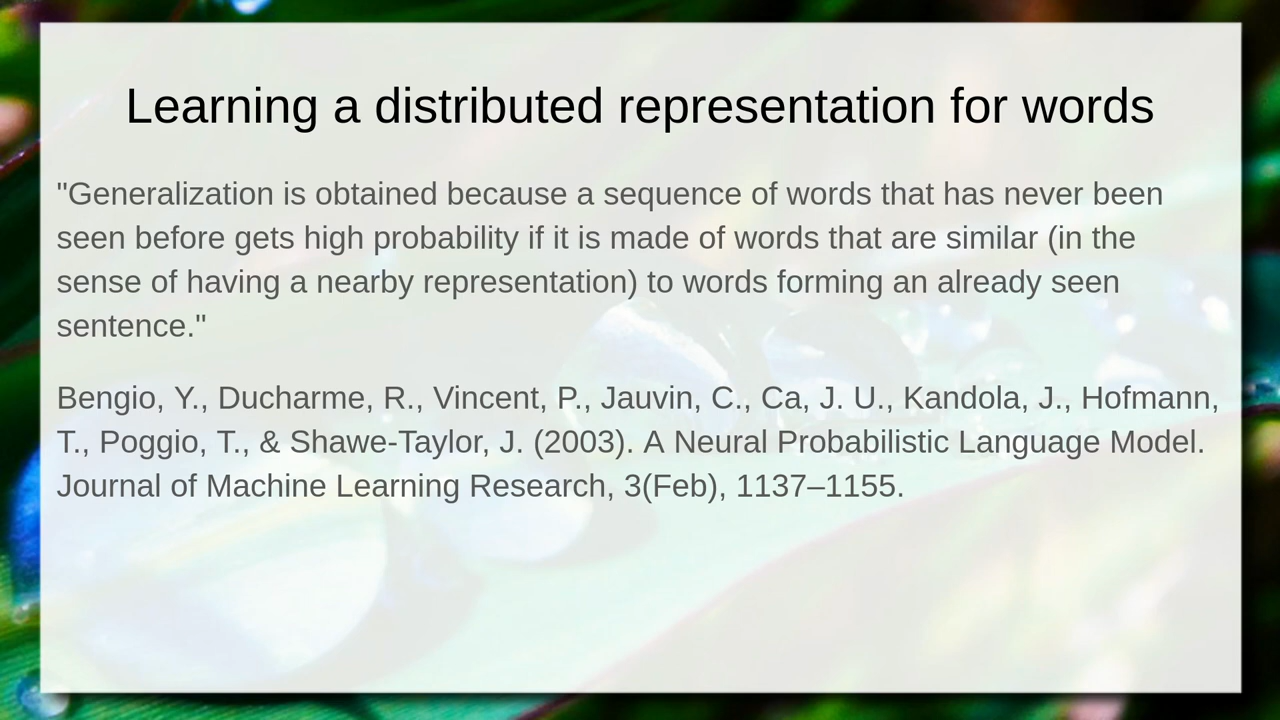 Learning a distributed representation for words
"Generalization is obtained because a sequence of words that has never been
seen before gets high probability if it is made of words that are similar (in the
sense of having a nearby representation) to words forming an already seen
sentence."
Bengio, Y., Ducharme, R., Vincent, P., Jauvin, C., Ca, J. U., Kandola, J., Hofmann,
T., Poggio, T., & Shawe-Taylor, J. (2003). A Neural Probabilistic Language Model.
Journal of Machine Learning Research, 3(Feb), 1137–1155.